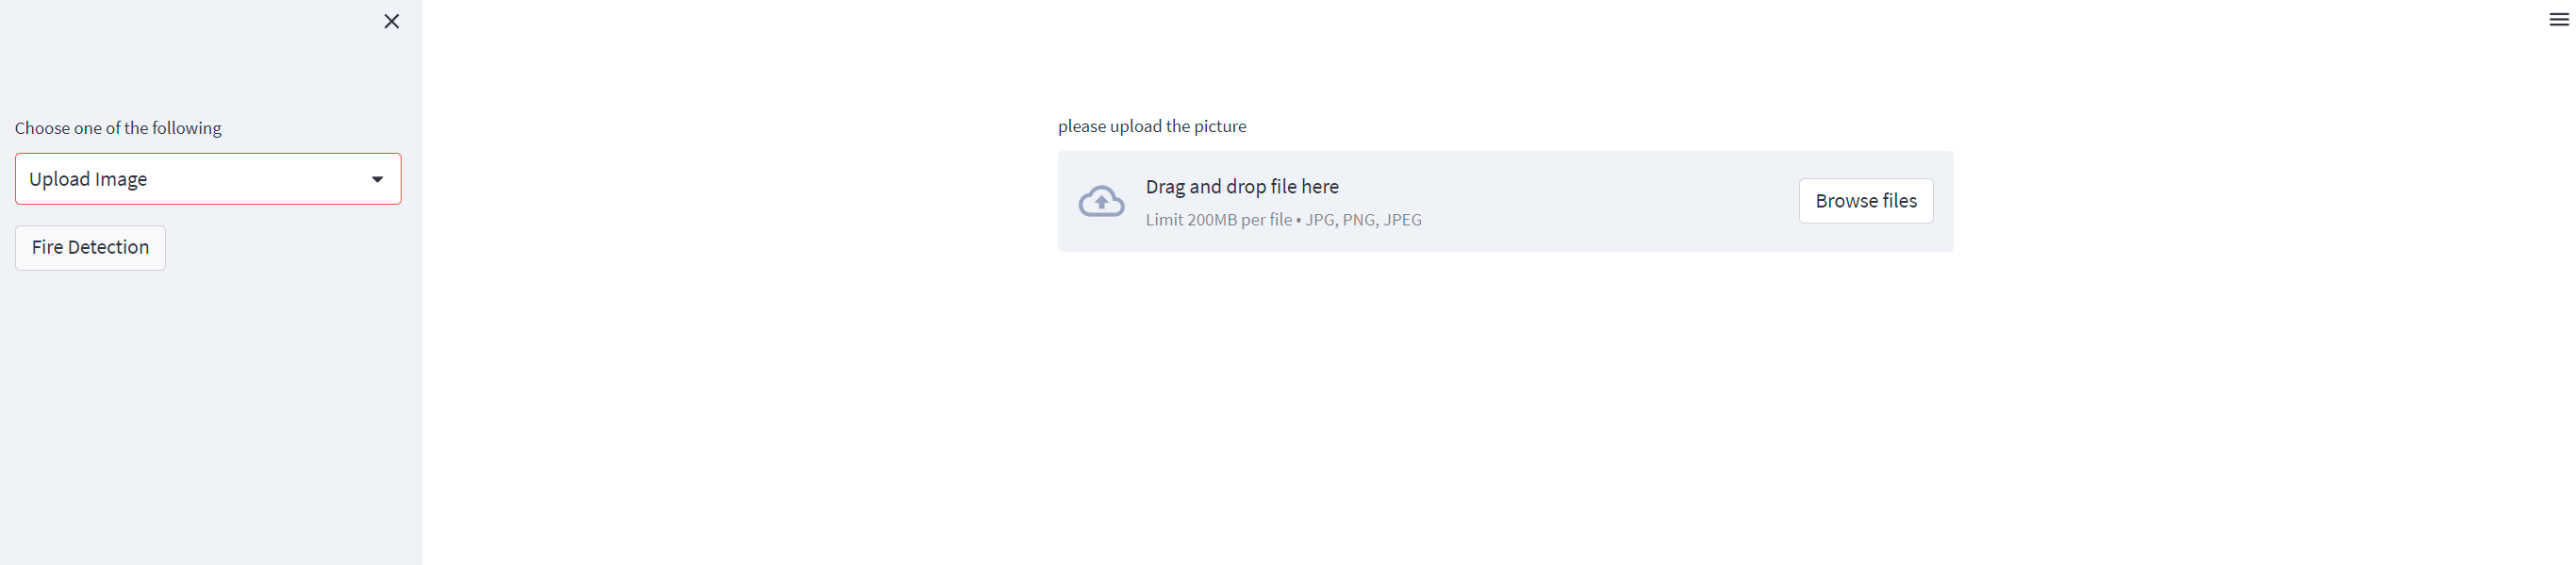 Choose one of the following
Upload Image
Fire Detection
please upload the picture
Drag and drop file here
Limit 200MB per file • JPG, PNG, JPEG
Browse files